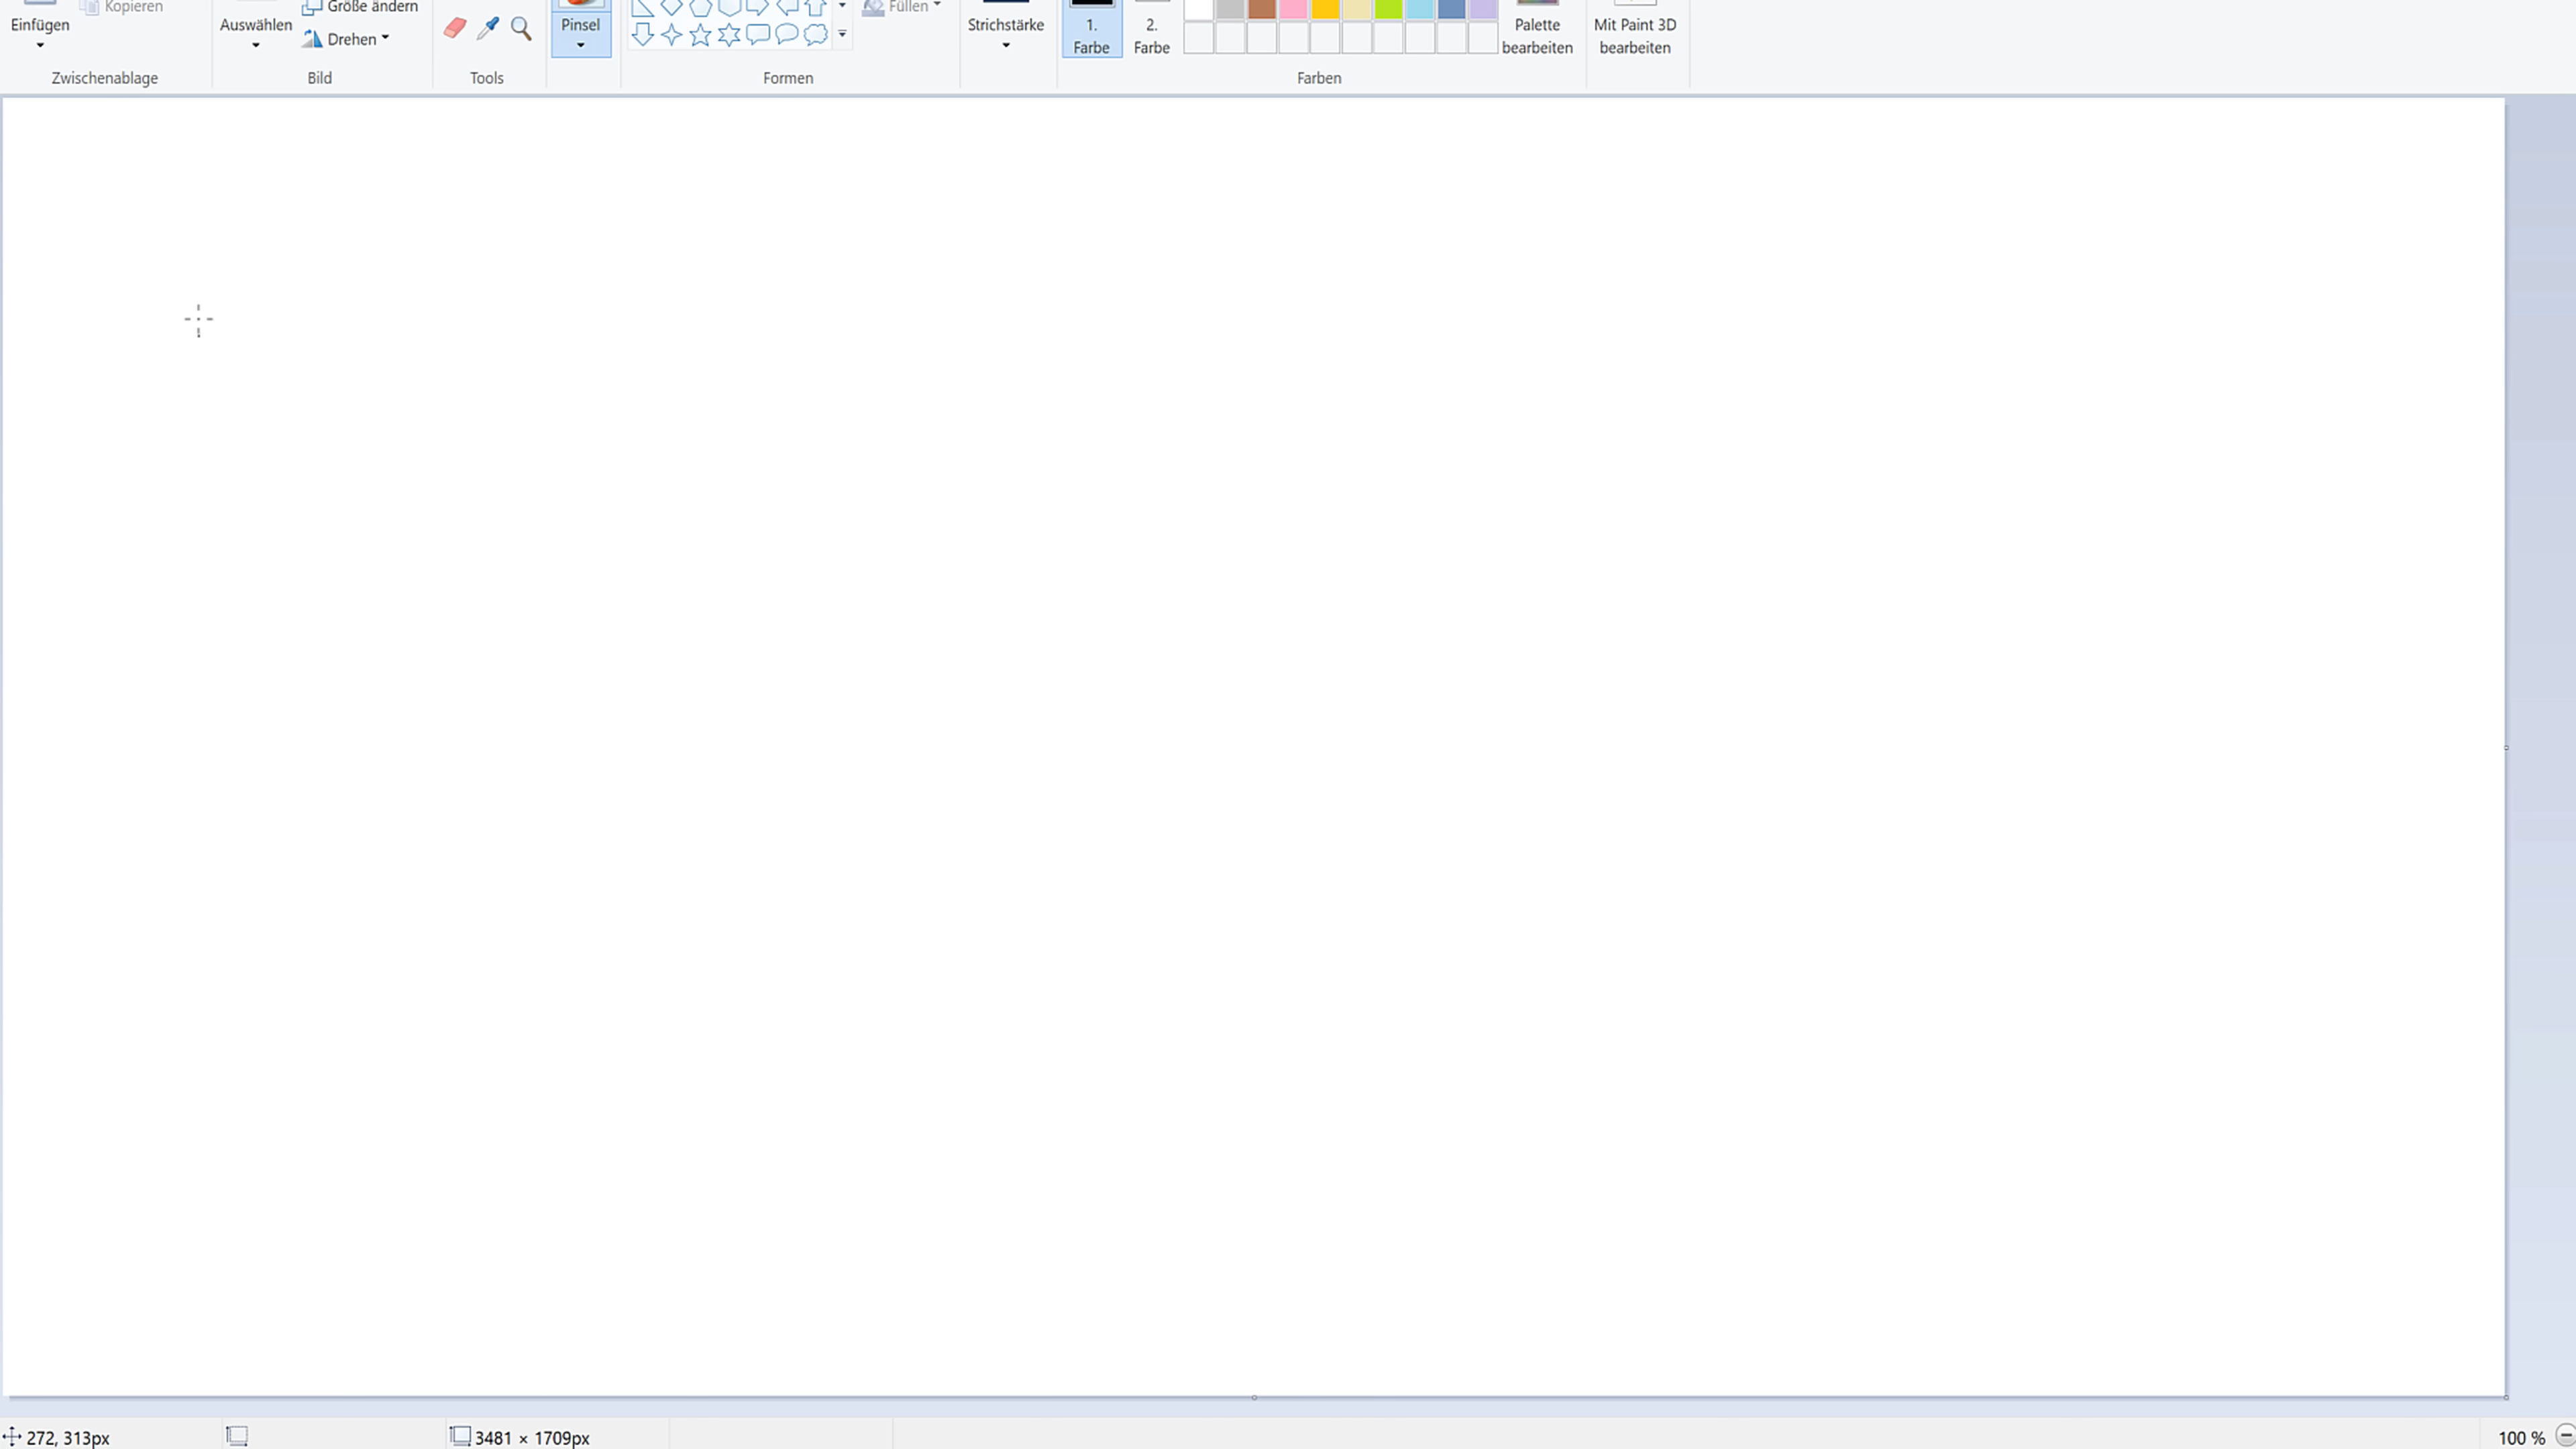 Kopieren Größe ändern Füllen
Einfügen Auswählen Drehen Pinsel Strichstärke 1. Farbe 2. Farbe Palette bearbeiten Mit Paint 3D bearbeiten
Zwischenablage Bild Tools Formen Farben
272, 313px 3481 × 1709px 100 %